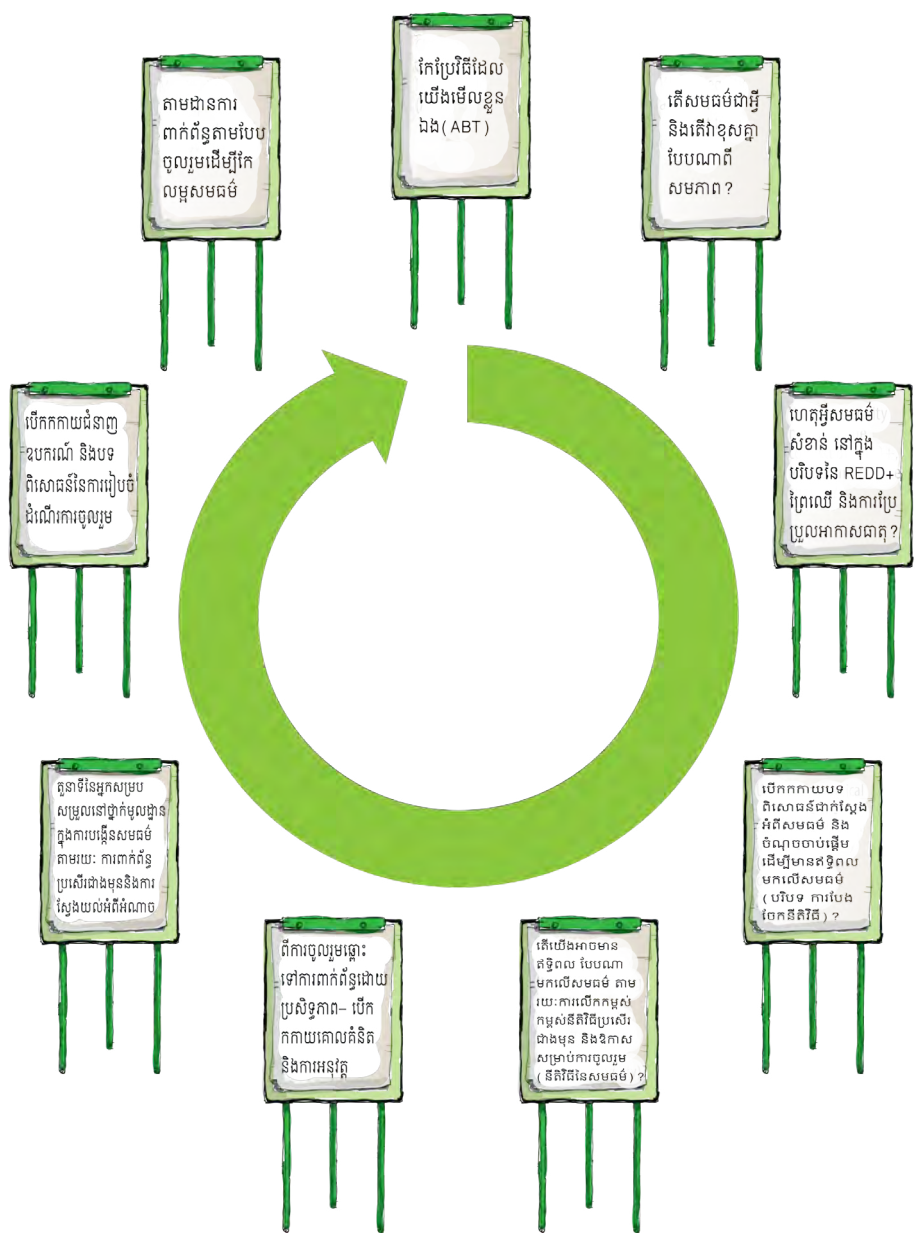 កែប្រែវិធីដែល
យើងមើលខ្លួន
ឯង(ABT)
តើសមធម៌ជាអ្វី
និងតើវាខុសគ្នា
បែបណាពី
សមភាព?
ហេតុអ្វីសមធម៌
សំខាន់ នៅក្នុង
បរិបទនៃ REDD+
ព្រៃឈើ និងការប្រែ
ប្រួលអាកាសធាតុ?
បើកកកាយបទ
ពិសោធន៍ជាក់ស្តែង
អំពីសមធម៌ និង
ចំណុចចាប់ផ្តើម
ដើម្បីមានឥទ្ធិពល
មកលើសមធម៌
(បរិបទ ការបែង
ចែកនីតិវិធី)?
តើយើងអាចមាន
ឥទ្ធិពល បែបណា
មកលើសមធម៌ តាម
រយៈការលើកកម្ពស់
កម្ពស់នីតិវិធីប្រសើរ
ជាងមុន និងឱកាស
សម្រាប់ការចូលរួម
(នីតិវិធីនៃសមធម៌)?
ពីការចូលរួមឆ្ពោះ
ទៅការពាក់ព័ន្ធដោយ
ប្រសិទ្ធភាព– បើក
កកាយគោលគំនិត
និងការអនុវត្ត
តួនាទីនៃអ្នកសម្រប
សម្រួលនៅថ្នាក់មូលដ្ឋាន
ក្នុងការបង្កើនសមធម៌
តាមរយៈ ការពាក់ព័ន្ធ
ប្រសើរជាងមុននិងការ
ស្វែងយល់អំពីអំណាច
បើកកកាយជំនាញ
ឧបករណ៍ និងបទ
ពិសោធន៍នៃការរៀបចំ
ដំណើរការចូលរួម
តាមដានការ
ពាក់ព័ន្ធតាមបែប
ចូលរួមដើម្បីកែ
លម្អសមធម៌